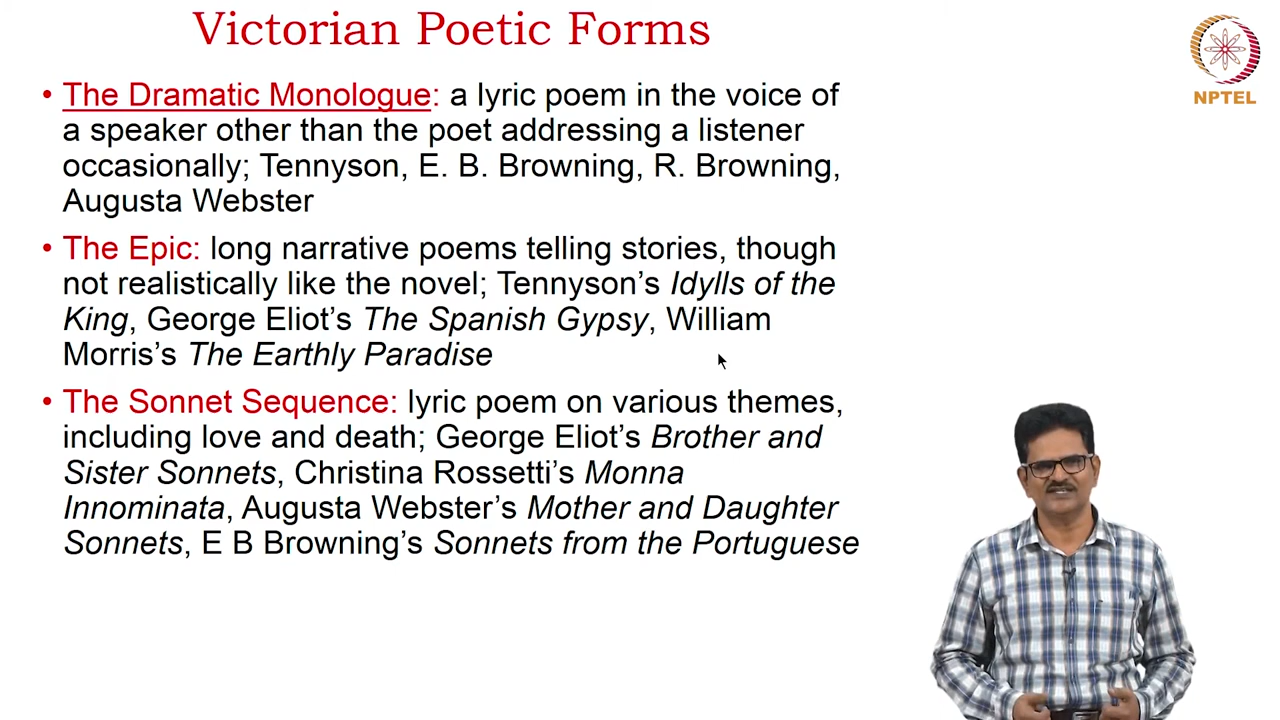 Victorian Poetic Forms
NPTEL
• The Dramatic Monologue: a lyric poem in the voice of
a speaker other than the poet addressing a listener
occasionally; Tennyson, E. B. Browning, R. Browning,
Augusta Webster
• The Epic: long narrative poems telling stories, though
not realistically like the novel; Tennyson’s Idylls of the
King, George Eliot’s The Spanish Gypsy, William
Morris’s The Earthly Paradise
• The Sonnet Sequence: lyric poem on various themes,
including love and death; George Eliot’s Brother and
Sister Sonnets, Christina Rossetti’s Monna
Innominata, Augusta Webster’s Mother and Daughter
Sonnets, E B Browning’s Sonnets from the Portuguese